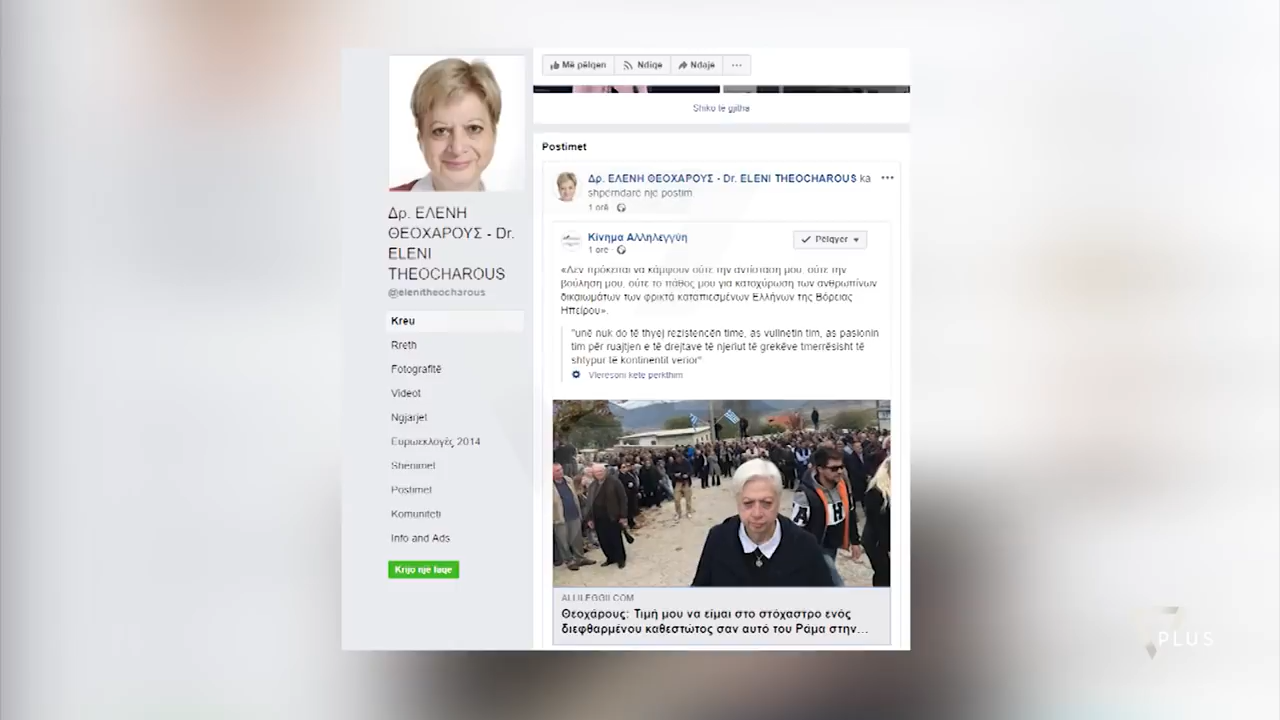 Më pëlqen
Ndiqe
Ndaje
Shiko të gjitha
Postimet
Δρ. ΕΛΕΝΗ ΘΕΟΧΑΡΟΥΣ - Dr. ELENI THEOCHAROUS ka
shpërndarë një postim
1 orë
Κίνημα Αλληλεγγύη
1 orë
Pëlqyer
«Δεν πρόκειται να κάμψουν ούτε την αντίσταση μου, ούτε την
βούληση μου, ούτε το πάθος μου για κατοχύρωση των ανθρωπίνων
δικαιωμάτων των φρικτά καταπιεσμένων Ελλήνων της Βόρειας
Ηπείρου».
"unë nuk do të thyej rezistencën time, as vullnetin tim, as pasionin
tim për ruajtjen e të drejtave të njeriut të grekëve tmerrësisht të
shtypur të kontinentit verior"
Vlerësoni këtë përkthim
ALLILEGGII.COM
Θεοχάρους: Τιμή μου να είμαι στο στόχαστρο ενός
διεφθαρμένου καθεστώτος σαν αυτό του Ράμα στην...
Δρ. ΕΛΕΝΗ
ΘΕΟΧΑΡΟΥΣ - Dr.
ELENI
THEOCHAROUS
@elenitheocharous
Kreu
Rreth
Fotografitë
Videot
Ngjarjet
Ευρωεκλογές 2014
Shënimet
Postimet
Komuniteti
Info and Ads
Krijo një faqe
PLUS